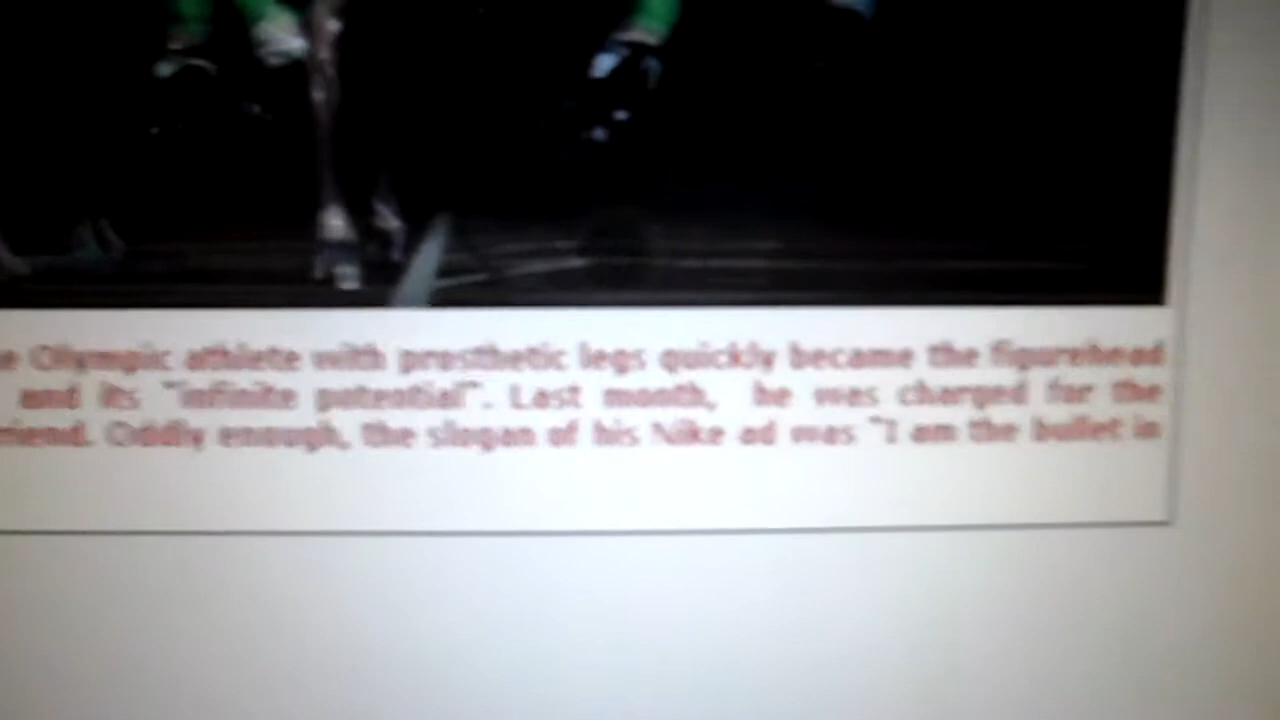 e Olympic athlete with prosthetic legs quickly became the figurehead
and its "infinite potential". Last month, he was charged for the
riend. Oddly enough, the slogan of his Nike ad was "I am the bullet in